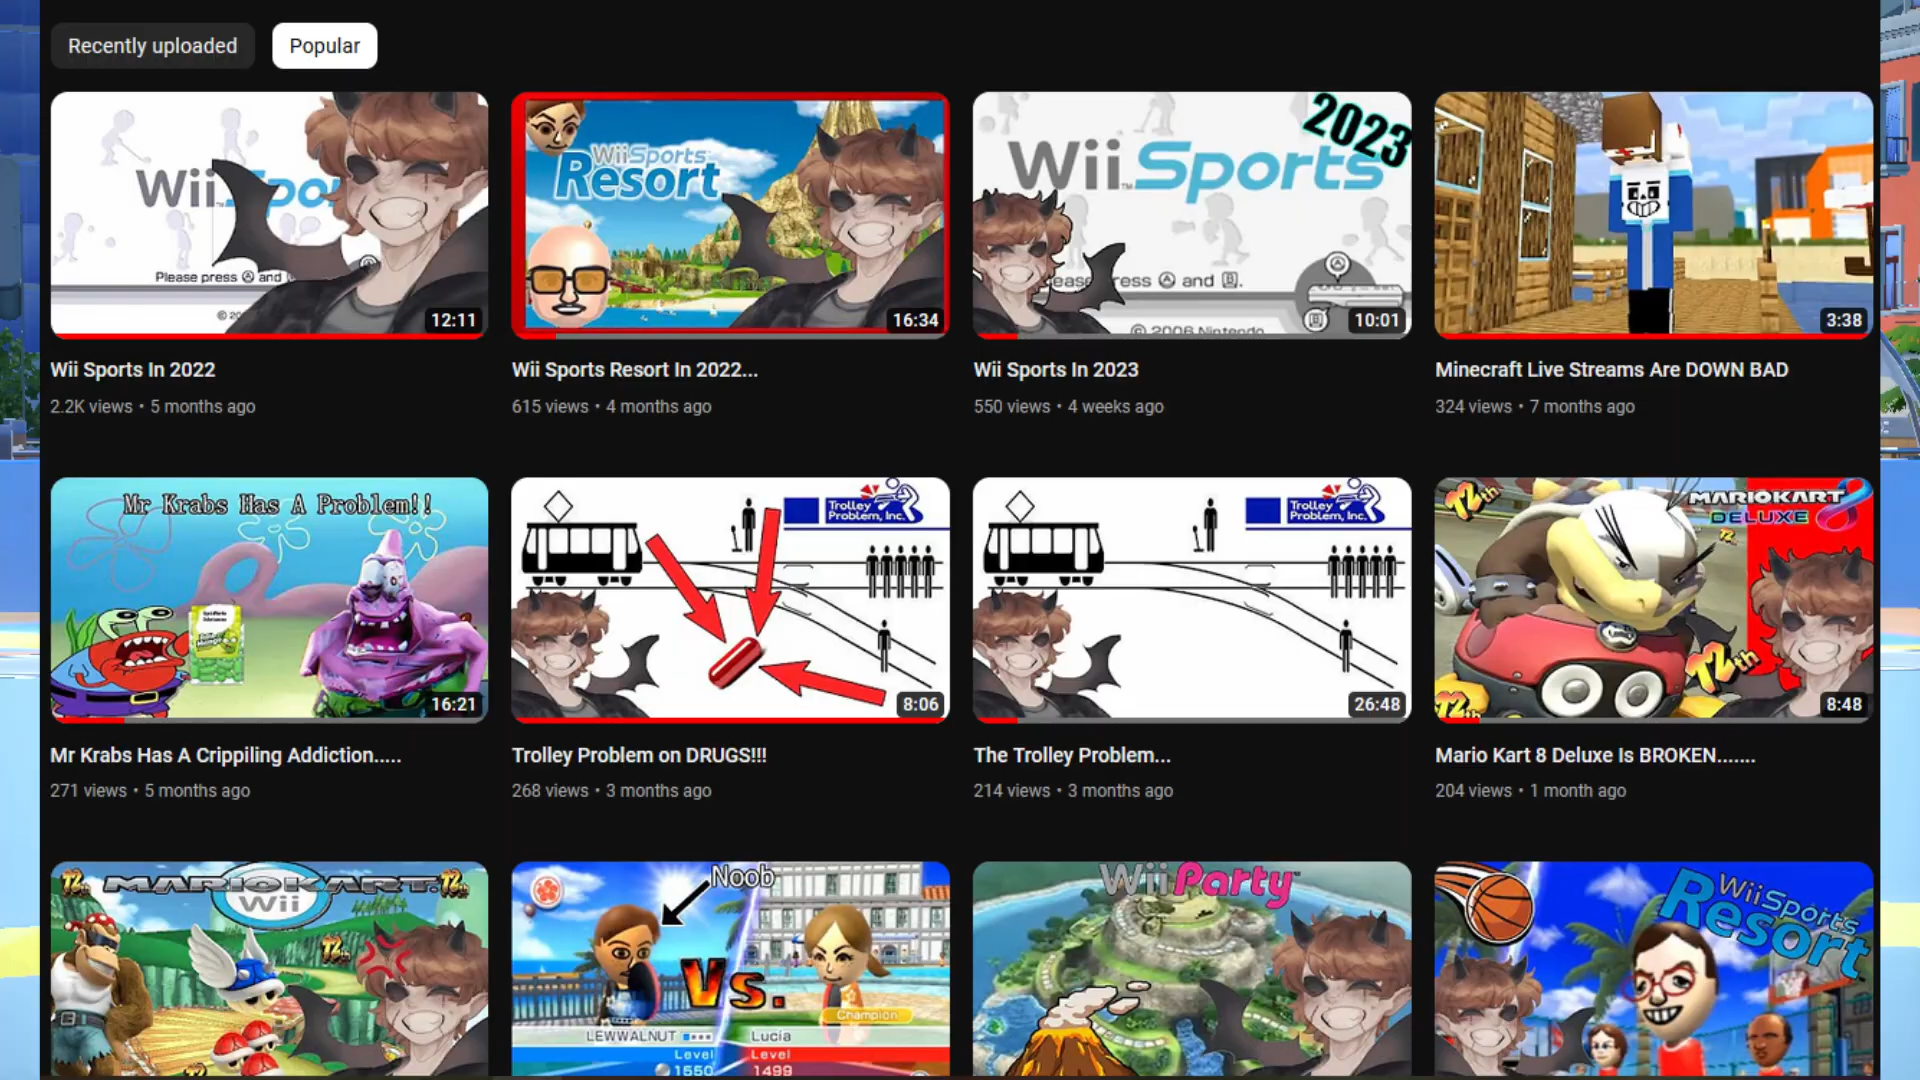 Recently uploaded
Popular
Wii Spor
Please press Ⓐ and
© 20
12:11
Wii Sports
Resort
16:34
2023
Wii Sports
ease press Ⓐ and Ⓑ.
© 2006 Nintendo
10:01
3:38
Wii Sports In 2022
2.2K views • 5 months ago
Wii Sports Resort In 2022...
615 views • 4 months ago
Wii Sports In 2023
550 views • 4 weeks ago
Minecraft Live Streams Are DOWN BAD
324 views • 7 months ago
Mr Krabs Has A Problem!!
16:21
Trolley
Problem, Inc.
8:06
Trolley
Problem, Inc.
26:48
12th
MARIOKART 8
DELUXE
12
12th
12th
8:48
Mr Krabs Has A Crippiling Addiction.....
271 views • 5 months ago
Trolley Problem on DRUGS!!!
268 views • 3 months ago
The Trolley Problem...
214 views • 3 months ago
Mario Kart 8 Deluxe Is BROKEN.......
204 views • 1 month ago
12th
MARIOKART
Wii
12th
12th
Noob
Vs.
Champion
LEWWALNUT
Lucía
Level
Level
1550
1499
Wii Party
Wii Sports
Resort